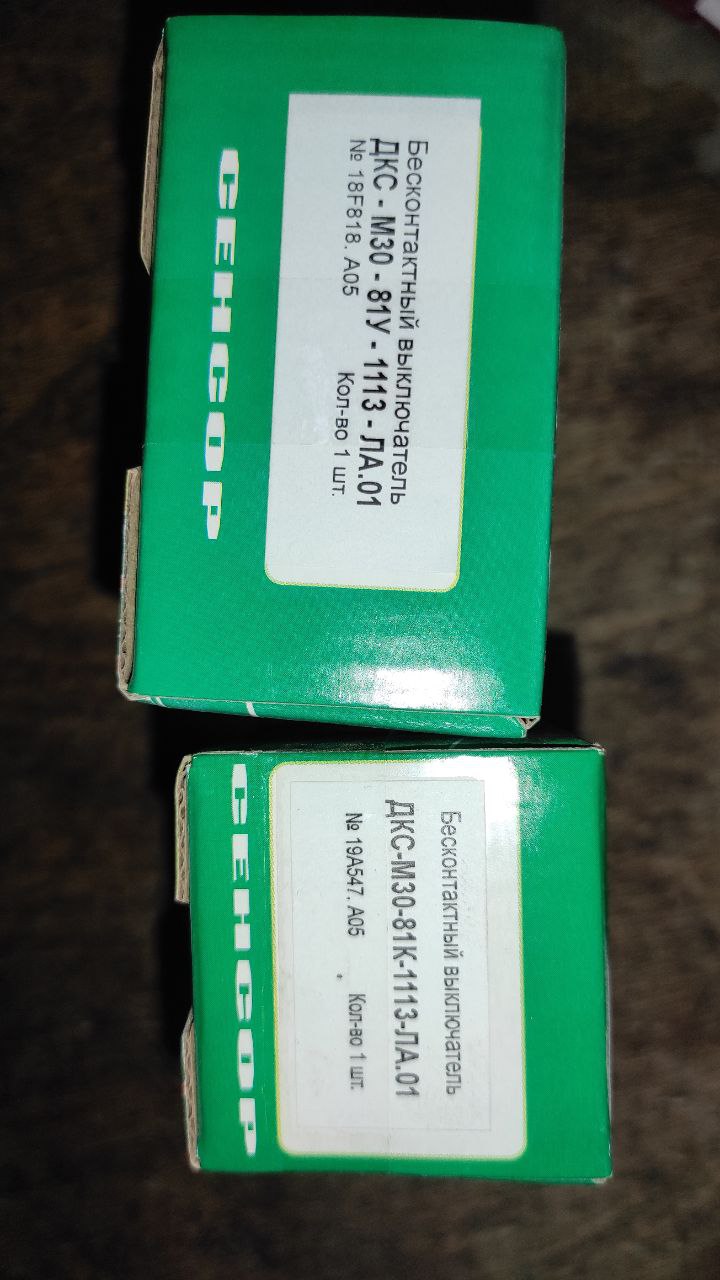 Бесконтактный выключатель
ДКС - М30 - 81У - 1113 - ЛА.01
№ 18F818. А05 Кол-во 1 шт.
СЕНСОР
Бесконтактный выключатель
ДКС-М30-81К-1113-ЛА.01
№ 19А547. А05 Кол-во 1 шт.
СЕНСОР